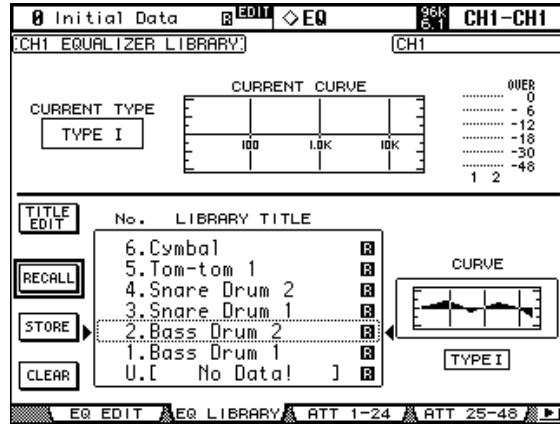 0 Initial Data R EDIT ◇EQ 96K 6.1 CH1-CH1
CH1 EQUALIZER LIBRARY CH1
CURRENT CURVE
CURRENT TYPE
TYPE I
100 1.0K 10K
OVER
0
-6
-12
-18
-30
-48
1 2
TITLE EDIT
RECALL
STORE
CLEAR
No. LIBRARY TITLE
6.Cymbal R
5.Tom-tom 1 R
4.Snare Drum 2 R
3.Snare Drum 1 R
2.Bass Drum 2 R
1.Bass Drum 1 R
U.[ No Data! ] R
CURVE
TYPE I
EQ EDIT EQ LIBRARY ATT 1-24 ATT 25-48